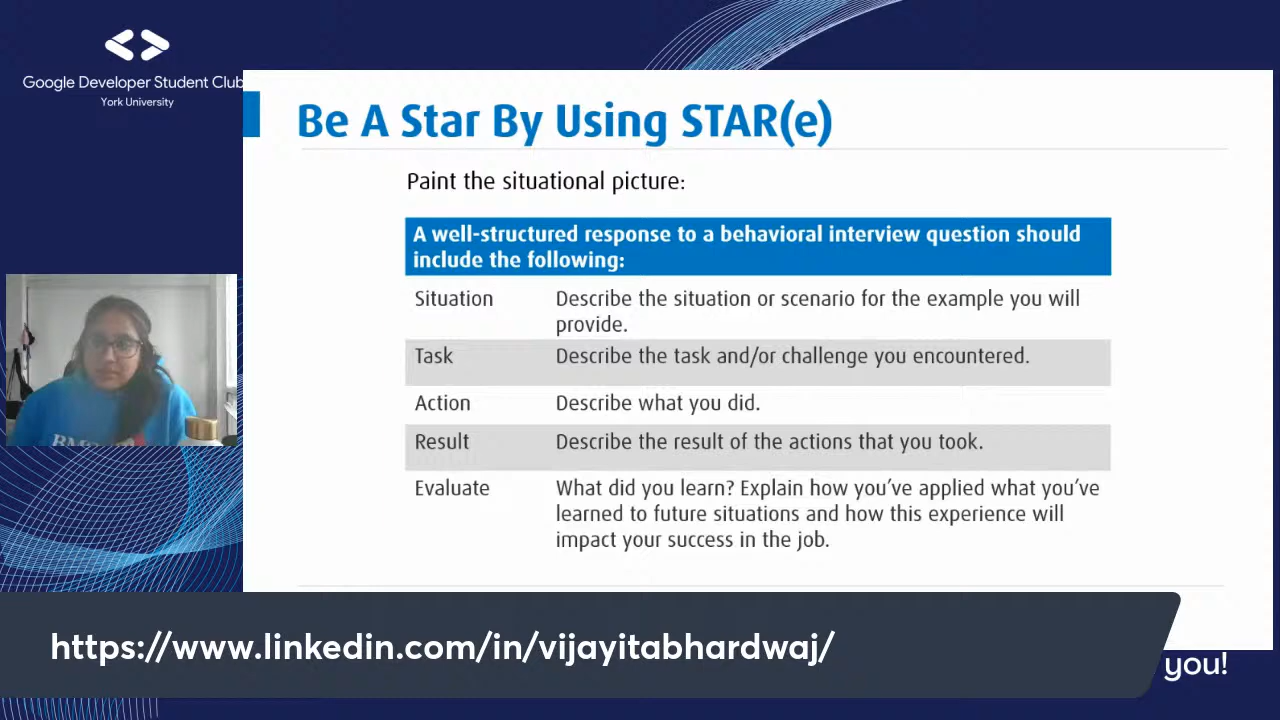 Google Developer Student Club
York University
Be A Star By Using STAR(e)
Paint the situational picture:
A well-structured response to a behavioral interview question should
include the following:
Situation Describe the situation or scenario for the example you will
provide.
Task Describe the task and/or challenge you encountered.
Action Describe what you did.
Result Describe the result of the actions that you took.
Evaluate What did you learn? Explain how you’ve applied what you’ve
learned to future situations and how this experience will
impact your success in the job.
https://www.linkedin.com/in/vijayitabhardwaj/
you!